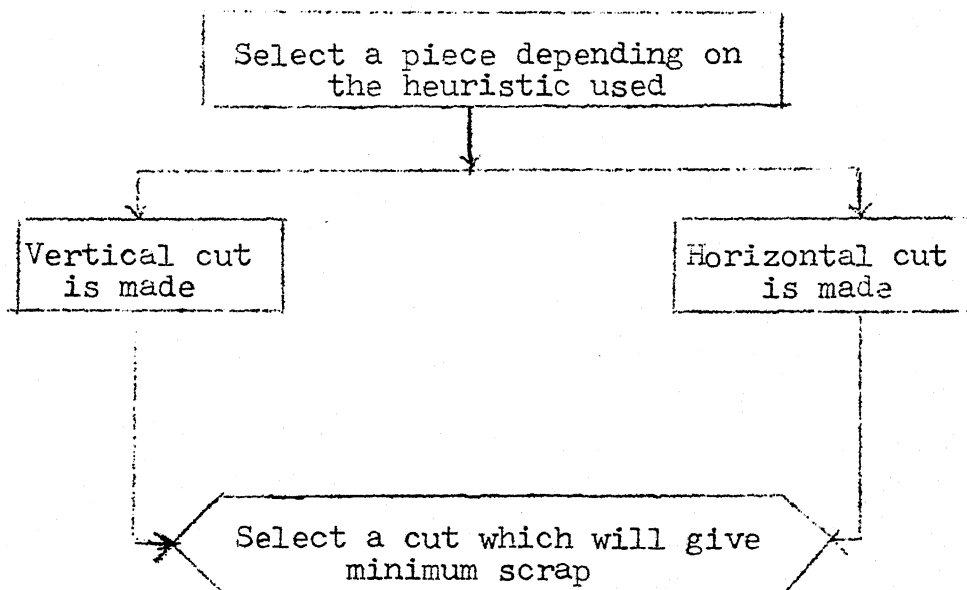 Select a piece depending on
the heuristic used
Vertical cut
is made
Horizontal cut
is made
Select a cut which will give
minimum scrap